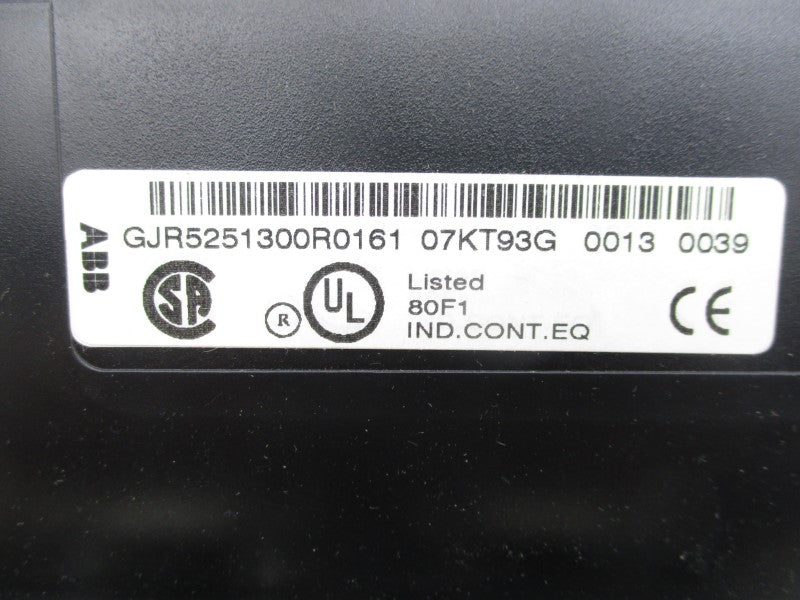 ABB
GJR5251300R0161 07KT93G 0013 0039
SA
® UL
Listed
80F1
IND.CONT.EQ
CE